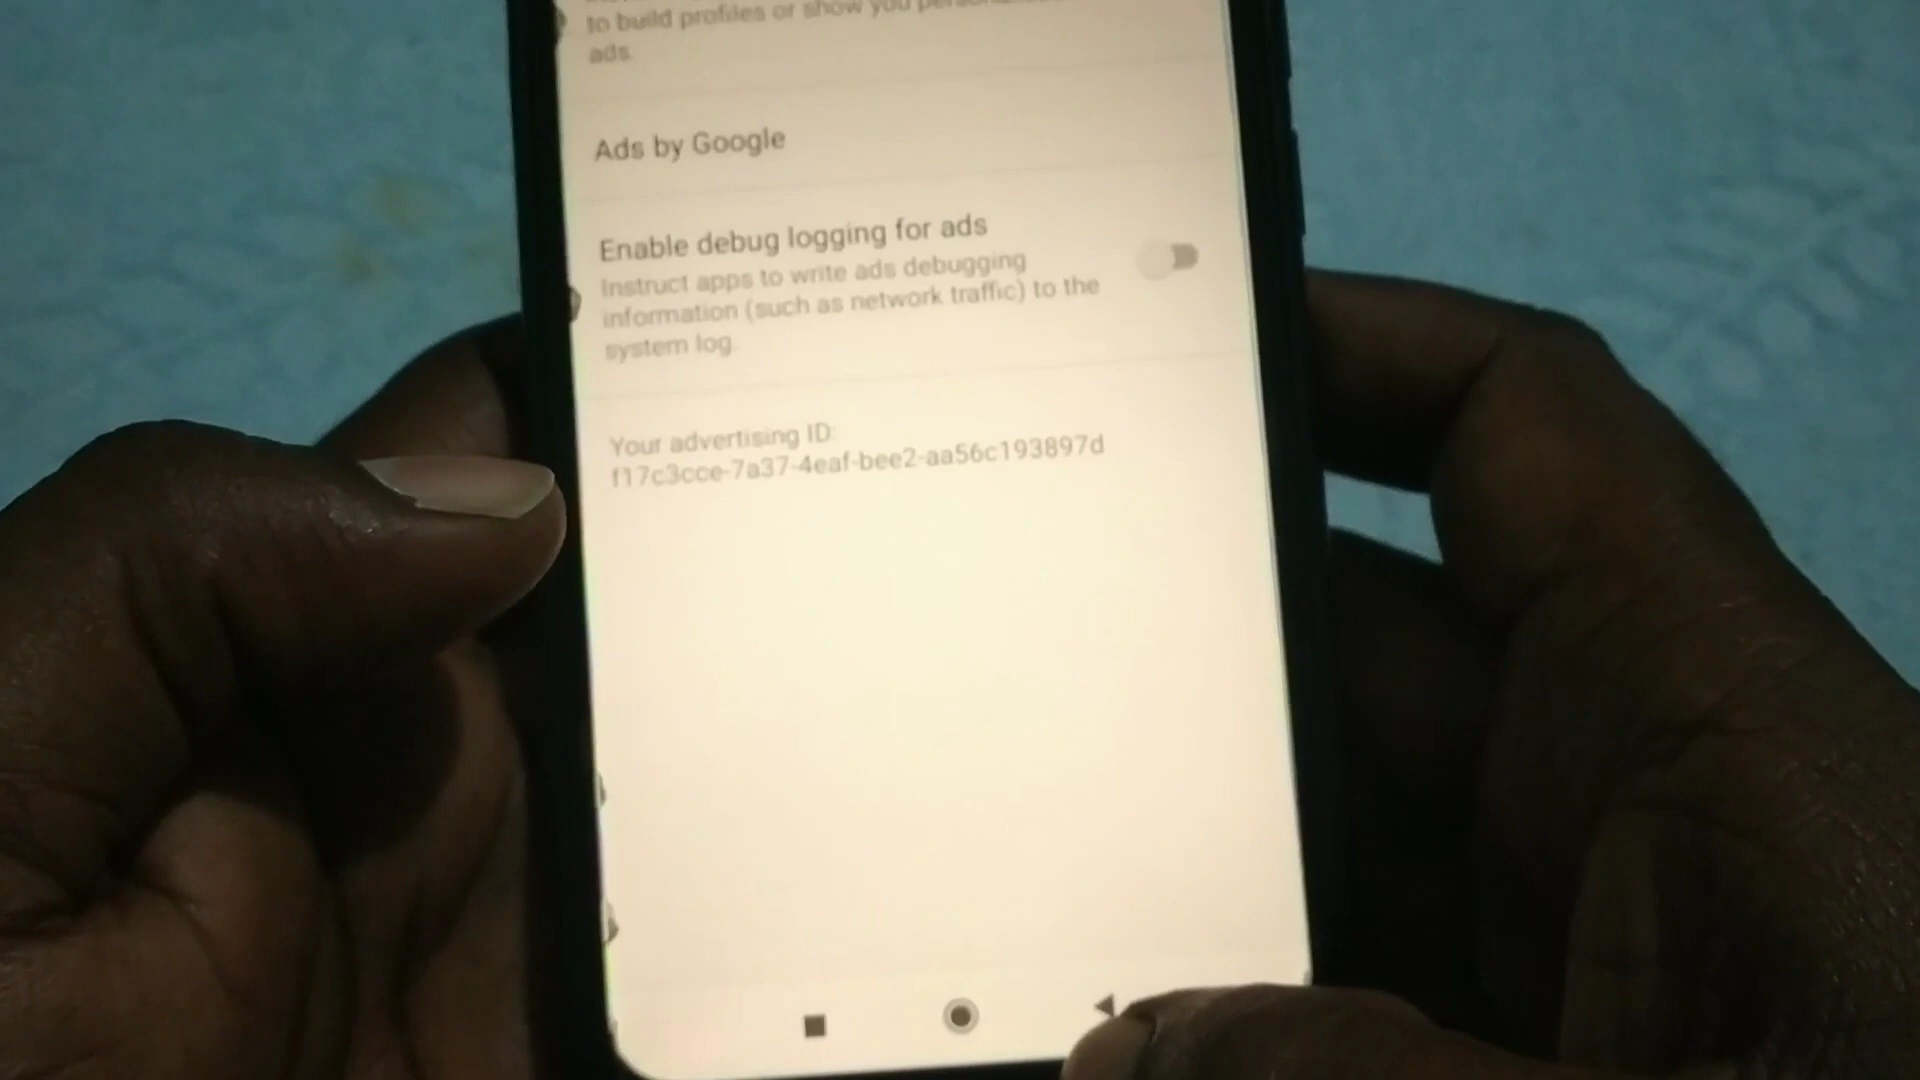 to build profiles or show you
ads.
Ads by Google
Enable debug logging for ads
Instruct apps to write ads debugging
information (such as network traffic) to the
system log.
Your advertising ID:
f17c3cce-7a37-4eaf-bee2-aa56c193897d